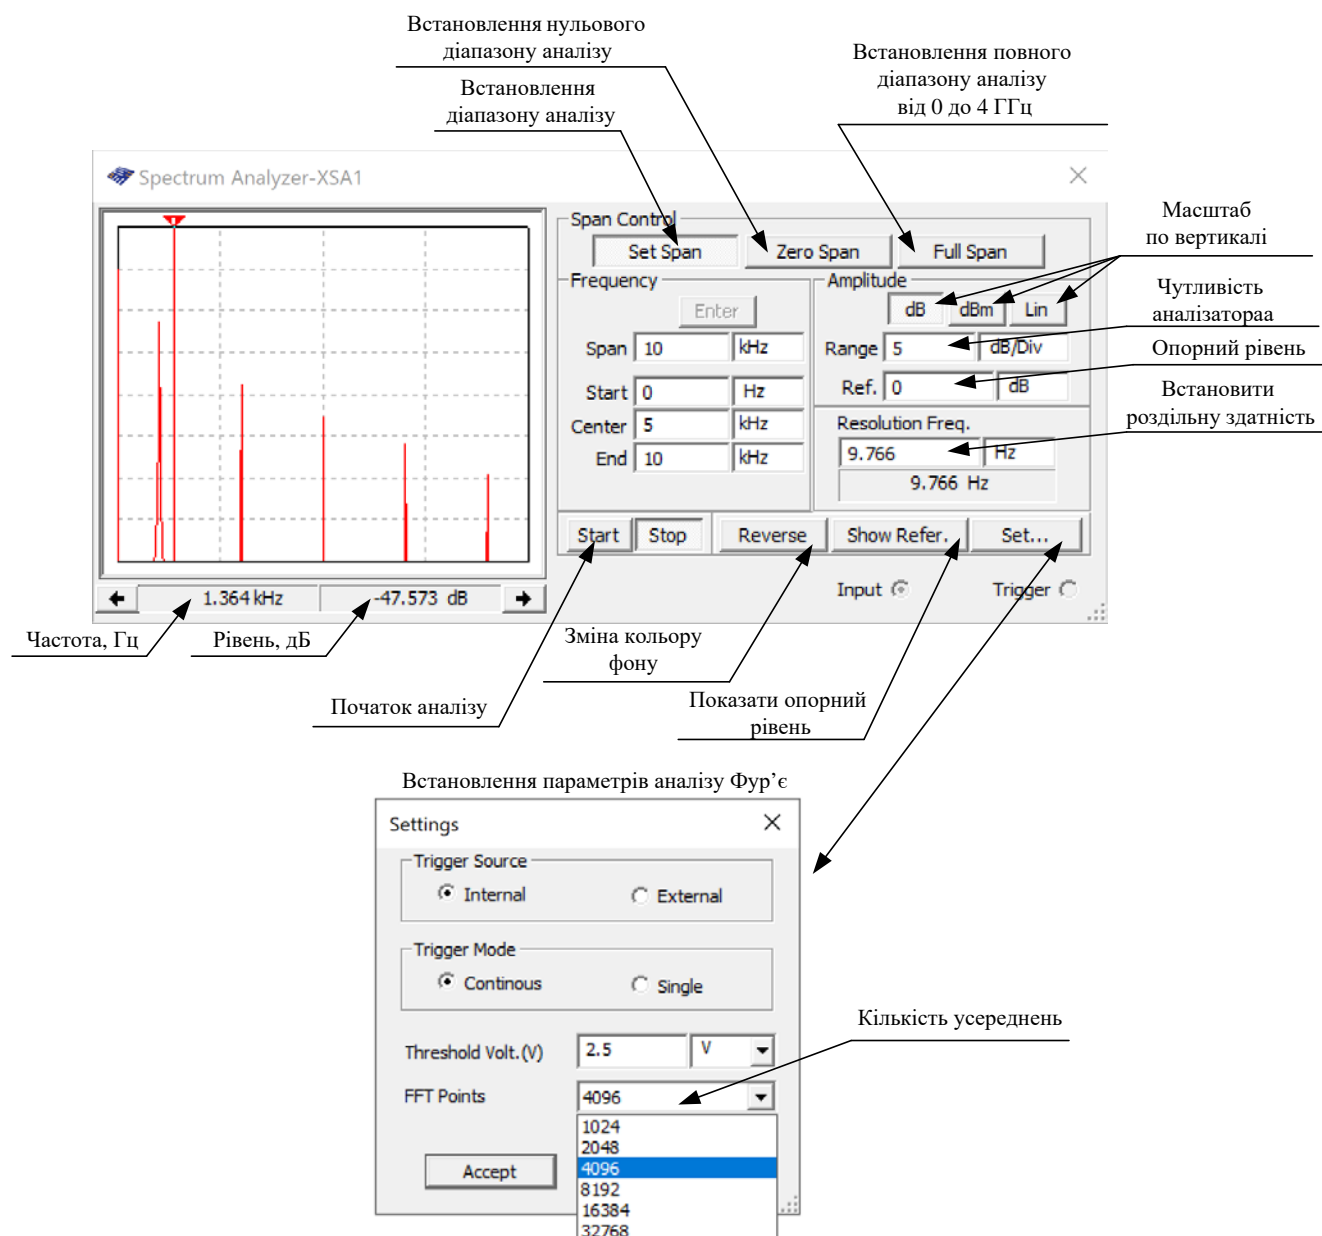 Встановлення нульового
діапазону аналізу
Встановлення
діапазону аналізу
Встановлення повного
діапазону аналізу
від 0 до 4 ГГц
Spectrum Analyzer-XSA1
Span Control
Set Span
Zero Span
Full Span
Frequency
Enter
Span 10 kHz
Start 0 Hz
Center 5 kHz
End 10 kHz
Amplitude
dB dBm Lin
Range 5 dB/Div
Ref. 0 dB
Resolution Freq.
9.766 Hz
9.766 Hz
Масштаб
по вертикалі
Чутливість
аналізатораа
Опорний рівень
Встановити
роздільну здатність
Start Stop Reverse Show Refer. Set...
1.364 kHz -47.573 dB
Input Trigger
Частота, Гц
Рівень, дБ
Зміна кольору
фону
Початок аналізу
Показати опорний
рівень
Встановлення параметрів аналізу Фур’є
Settings
Trigger Source
Internal External
Trigger Mode
Continous Single
Threshold Volt.(V) 2.5 V
FFT Points 4096
1024
2048
4096
8192
16384
32768
Accept
Кількість усереднень